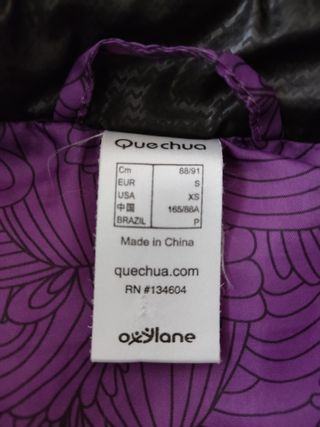 Quechua
Cm 88/91
EUR S
USA XS
中国 165/88A
BRAZIL P
Made in China
quechua.com
RN #134604
oxylane